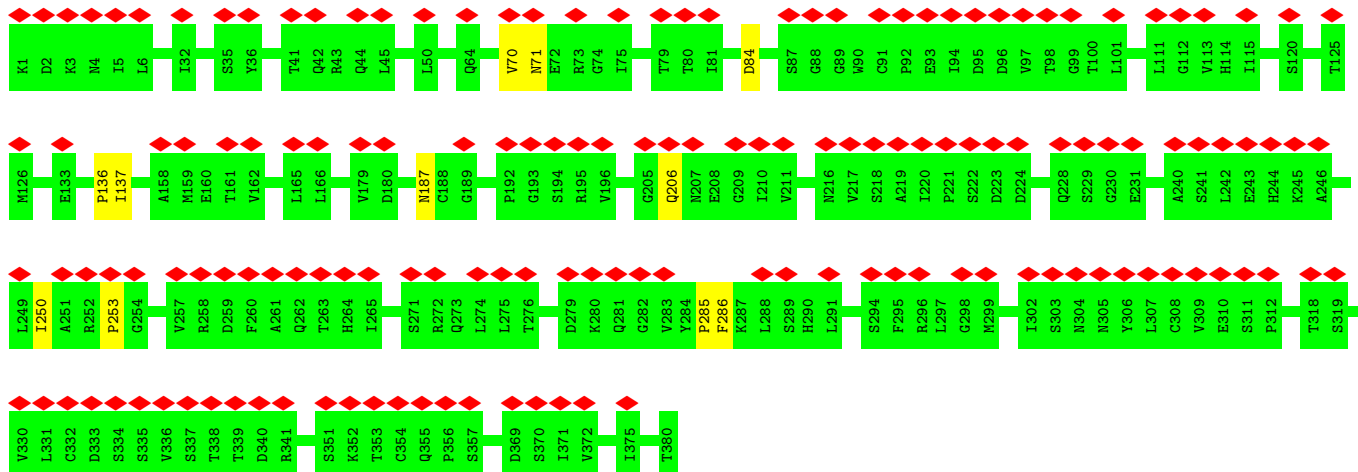 K1 D2 K3 N4 I5 L6 I32 S35 Y36 T41 Q42 R43 Q44 L45 L50 Q64 V70 N71 E72 R73 G74 I75 T79 T80 I81 D84 S87 G88 G89 W90 C91 P92 E93 I94 D95 D96 V97 T98 G99 T100 L101 L111 G112 V113 H114 I115 S120 T125
M126 E133 P136 I137 A158 M159 E160 T161 V162 L165 L166 V179 D180 N187 C188 G189 P192 G193 S194 R195 V196 G205 Q206 N207 E208 G209 I210 V211 N216 V217 S218 A219 I220 P221 S222 D223 D224 Q228 S229 G230 E231 A240 S241 L242 E243 H244 K245 A246
L249 I250 A251 R252 P253 G254 V257 R258 D259 F260 A261 Q262 T263 H264 I265 S271 R272 Q273 L274 L275 T276 D279 K280 Q281 G282 V283 Y284 P285 F286 K287 L288 S289 H290 L291 S294 F295 R296 L297 G298 M299 I302 S303 N304 N305 Y306 L307 C308 V309 E310 S311 P312 T318 S319
V330 L331 C332 D333 S334 S335 V336 S337 T338 T339 D340 R341 S351 K352 T353 C354 Q355 P356 S357 D369 S370 I371 V372 I375 T380